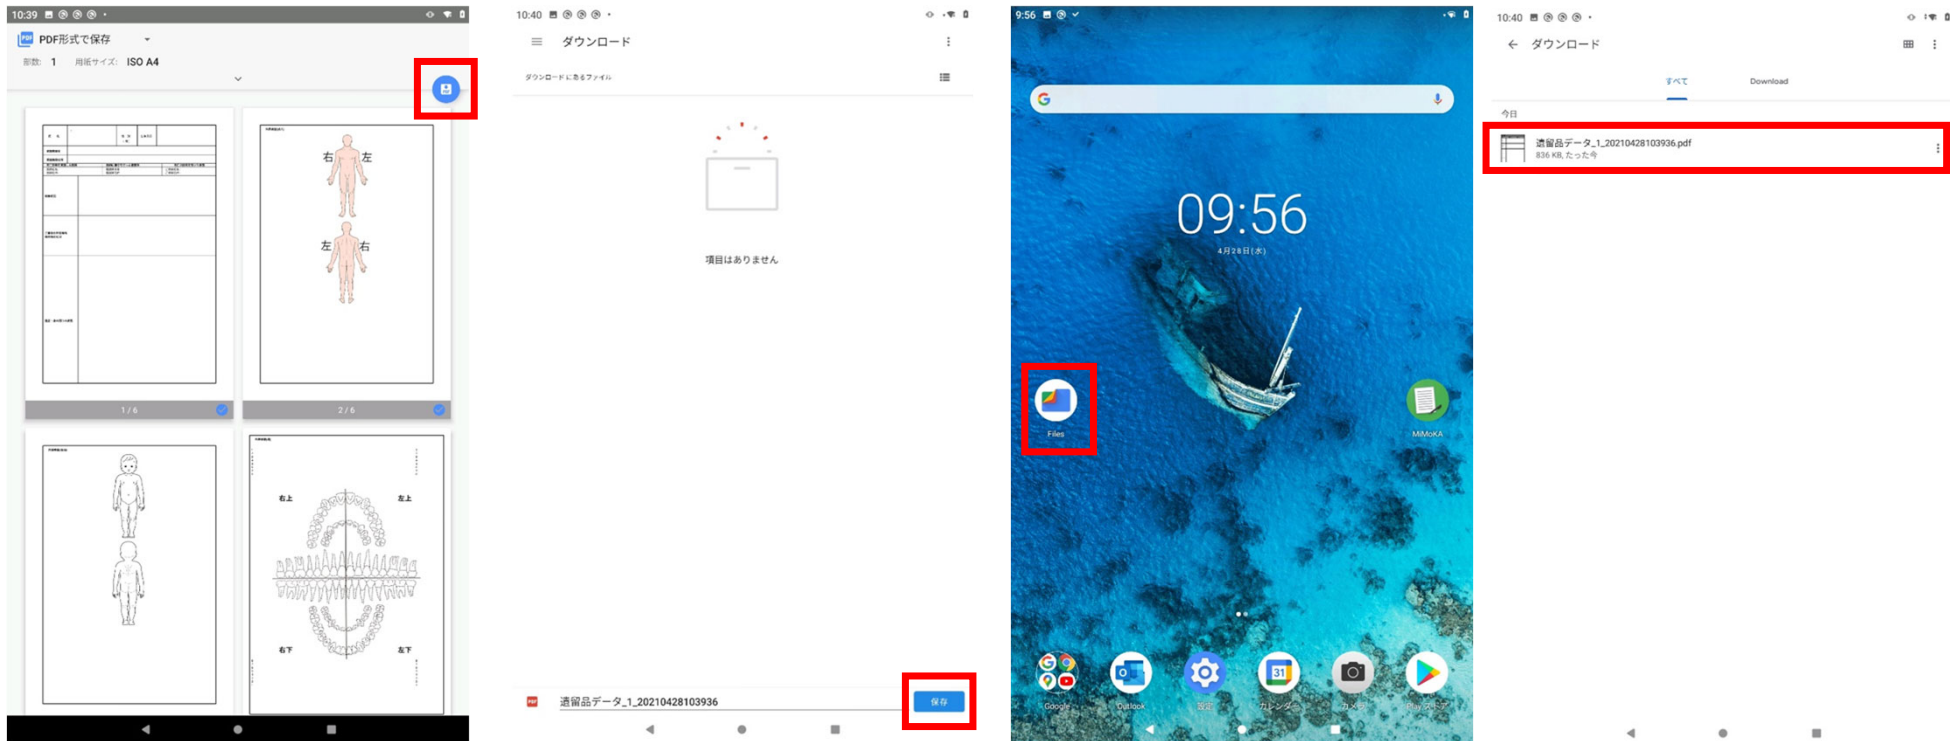 10:39
PDF形式で保存
部数: 1 用紙サイズ: ISO A4
氏 名
1/6
右 左
左 右
2/6
右上 左上
右下 左下
10:40
ダウンロード
ダウンロードにあるファイル
項目はありません
PDF
遺留品データ_1_20210428103936
保存
9:56
09:56
4月28日(水)
Files
MiMoKA
31
Google
Outlook
設定
カレンダー
カメラ
Play ストア
10:40
ダウンロード
すべて Download
今日
遺留品データ_1_20210428103936.pdf
836 KB, たった今